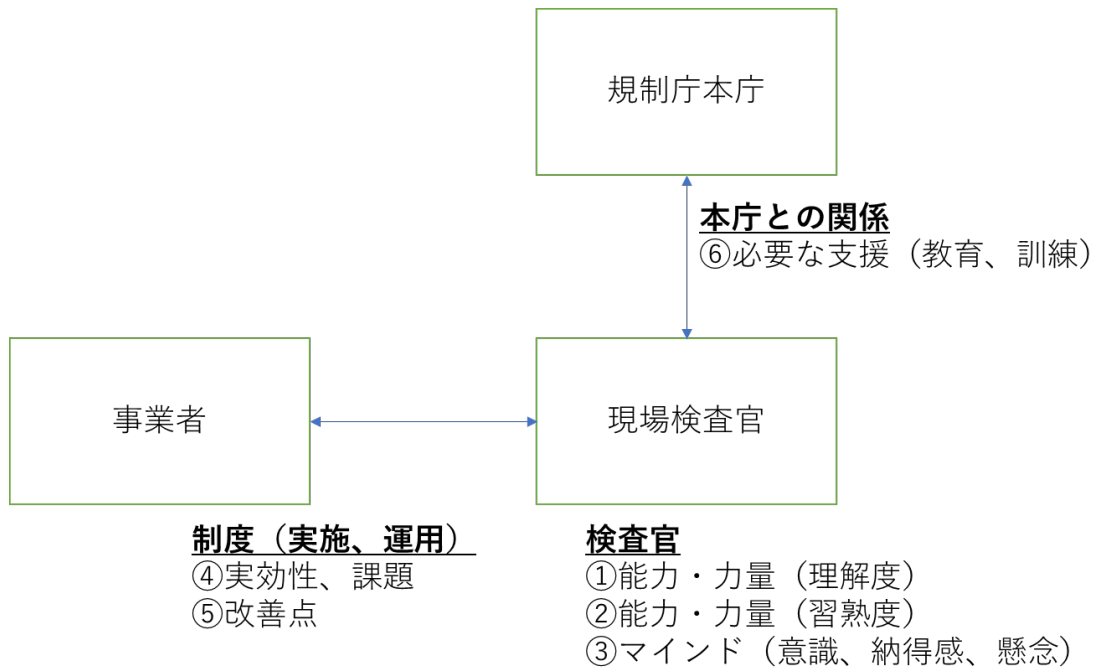 規制庁本庁
本庁との関係
⑥必要な支援（教育、訓練）
事業者
現場検査官
制度（実施、運用）
④実効性、課題
⑤改善点
検査官
①能力・力量（理解度）
②能力・力量（習熟度）
③マインド（意識、納得感、懸念）